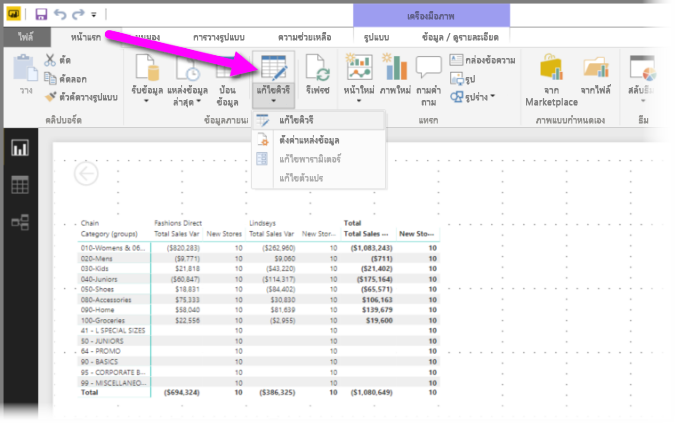 เครื่องมือภาพ
ไฟล์ หน้าแรก มุมมอง การวางรูปแบบ ความช่วยเหลือ รูปแบบ ข้อมูล / ดูรายละเอียด
วาง
ตัด
คัดลอก
ตัวคัดวางรูปแบบ
รับข้อมูล
แหล่งข้อมูล
ล่าสุด
ป้อน
ข้อมูล
แก้ไขคิวรี
รีเฟรช
หน้าใหม่
ภาพใหม่
ถามคำ
ถาม
กล่องข้อความ
รูป
รูปร่าง
จาก
Marketplace
จากไฟล์
คลิปบอร์ด
ข้อมูลภายนอ
แทรก
ภาพแบบกำหนดเอง
ธีม
แก้ไขคิวรี
ตั้งค่าแหล่งข้อมูล
แก้ไขพารามิเตอร์
แก้ไขตัวแปร
Chain Fashions Direct Lindseys Total
Category (groups) Total Sales Var New Stores Total Sales Var New Stor... Total Sales ... New Sto...
010-Womens & 06... ($820,283) 10 ($262,960) 10 ($1,083,243) 10
020-Mens ($9,771) 10 $9,060 10 ($711) 10
030-Kids $21,818 10 ($43,220) 10 ($21,402) 10
040-Juniors ($60,847) 10 ($114,317) 10 ($175,164) 10
050-Shoes $18,831 10 ($84,402) 10 ($65,571) 10
080-Accessories $75,333 10 $30,830 10 $106,163 10
090-Home $58,040 10 $81,639 10 $139,679 10
100-Groceries $22,556 10 ($2,955) 10 $19,600 10
41 - L SPECIAL SIZES 10 10 10
50 - JUNIORS 10 10 10
64 - PROMO 10 10 10
90 - BASICS 10 10 10
95 - CORPORATE B... 10 10 10
99 - MISCELLANEO... 10 10 10
Total ($694,324) 10 ($386,325) 10 ($1,080,649) 10